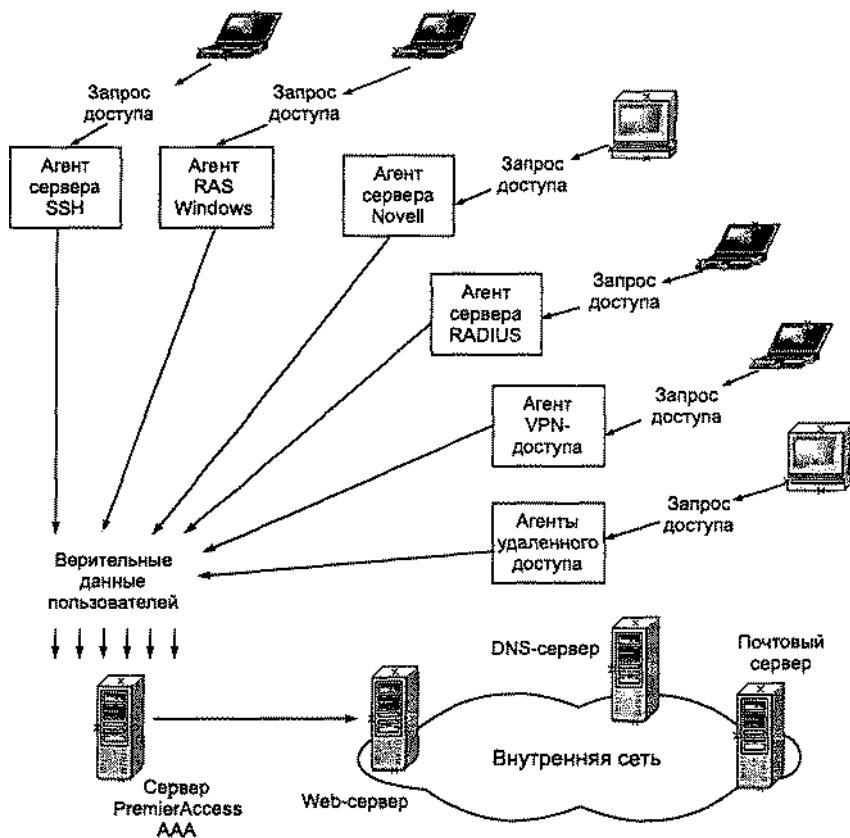 Запрос
доступа
Запрос
доступа
Агент
сервера
SSH
Агент
RAS
Windows
Агент
сервера
Novell
Запрос
доступа
Агент
сервера
RADIUS
Запрос
доступа
Агент
VPN-
доступа
Запрос
доступа
Агенты
удаленного
доступа
Запрос
доступа
Верительные
данные
пользователей
DNS-сервер
Почтовый
сервер
Внутренняя сеть
Сервер
PremierAccess
AAA
Web-сервер